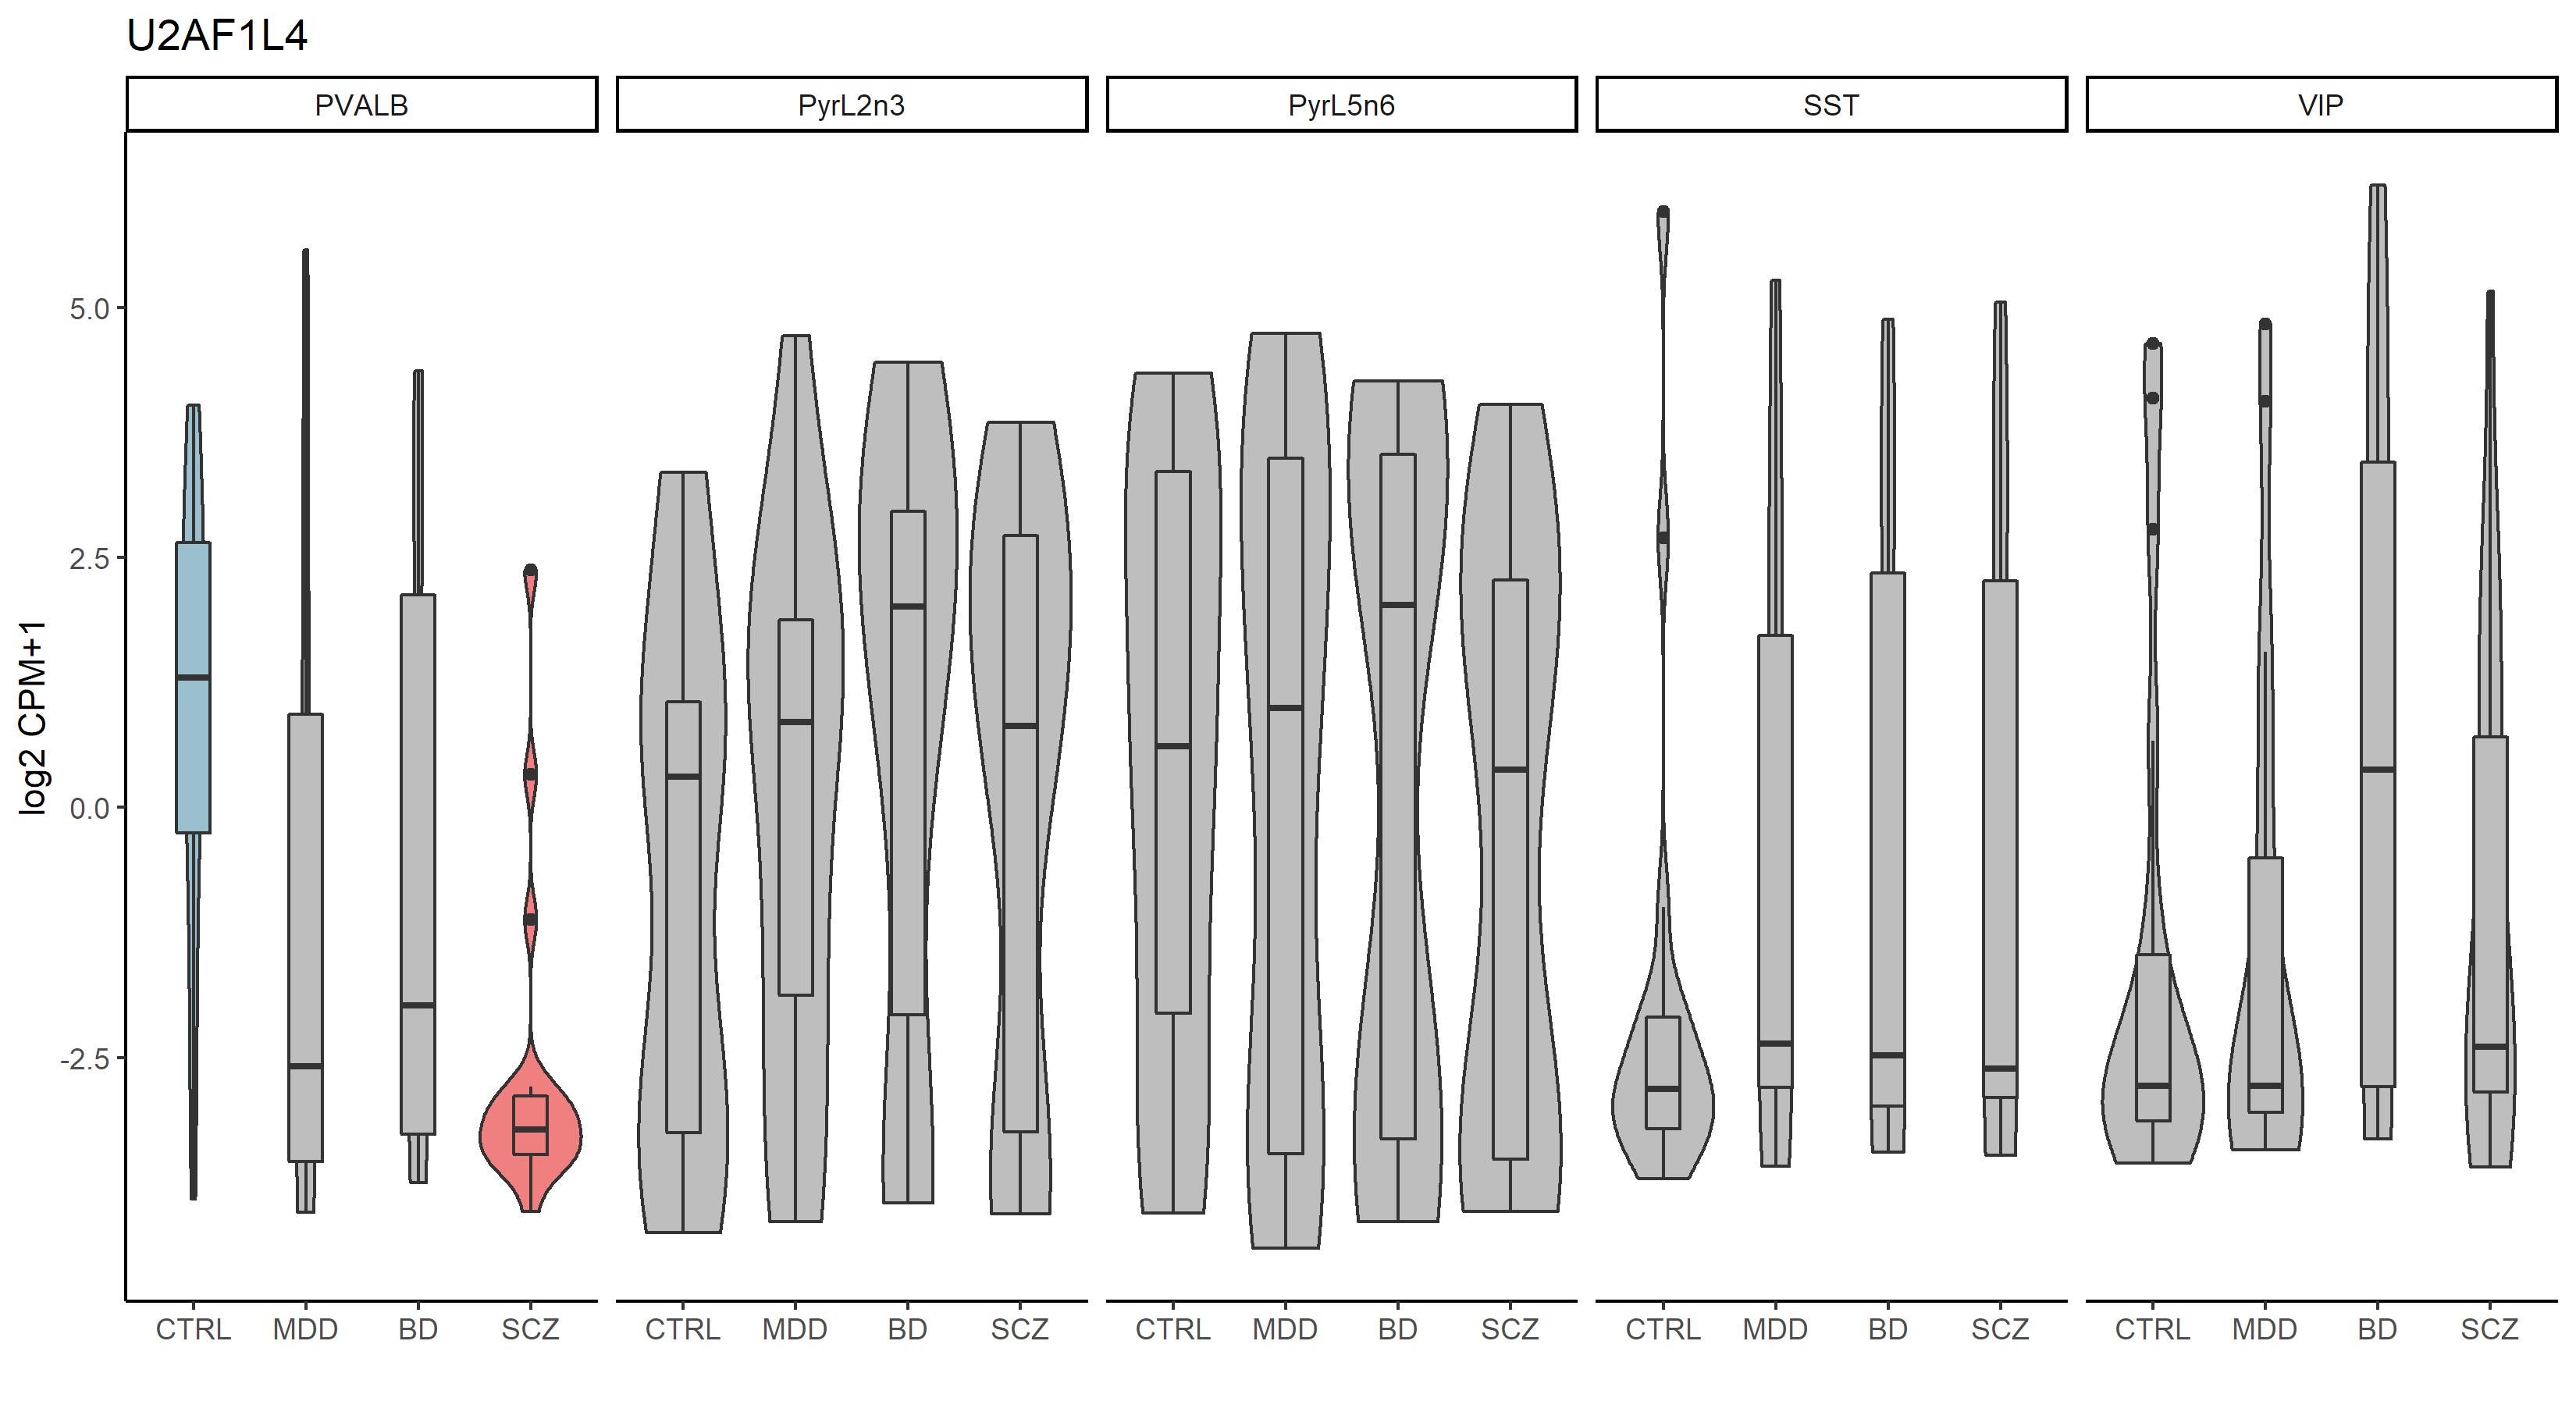 U2AF1L4
PVALB PyrL2n3 PyrL5n6 SST VIP
log2 CPM+1
5.0
2.5
0.0
-2.5
CTRL MDD BD SCZ CTRL MDD BD SCZ CTRL MDD BD SCZ CTRL MDD BD SCZ CTRL MDD BD SCZ